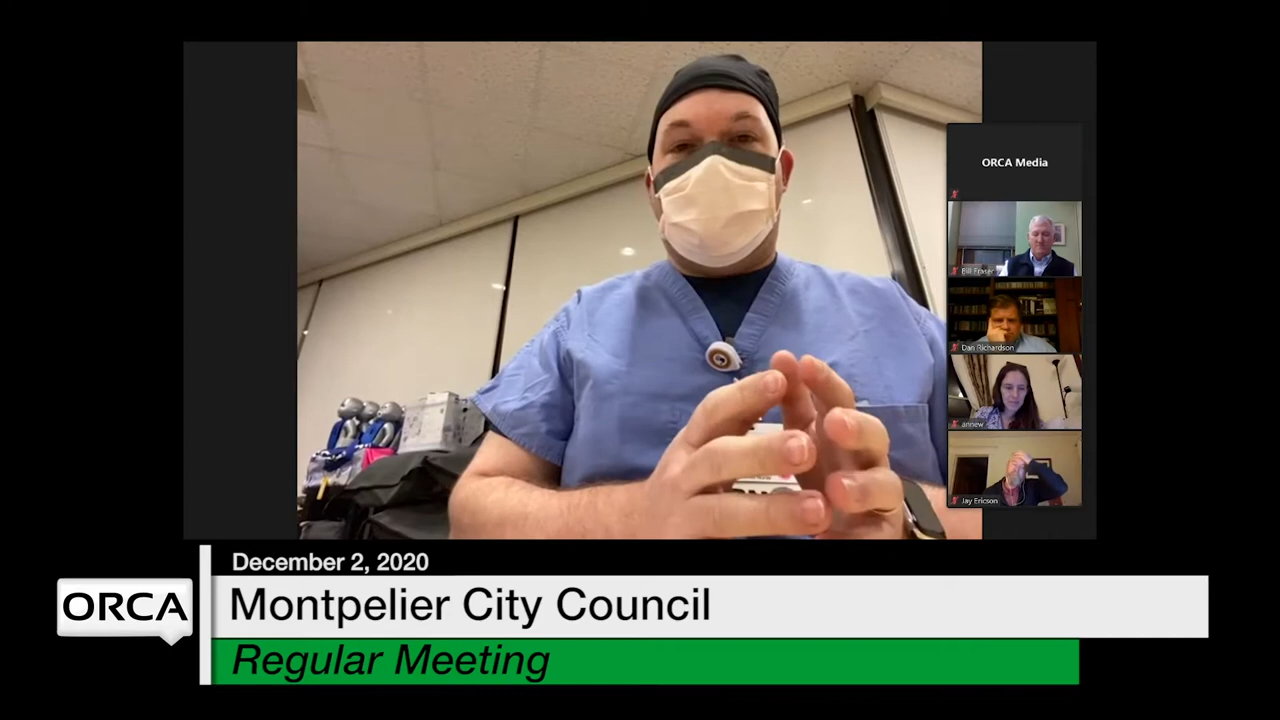 ORCA Media
Bill Fraser
Dan Richardson
annew
Jay Ericson
December 2, 2020
ORCA
Montpelier City Council
Regular Meeting